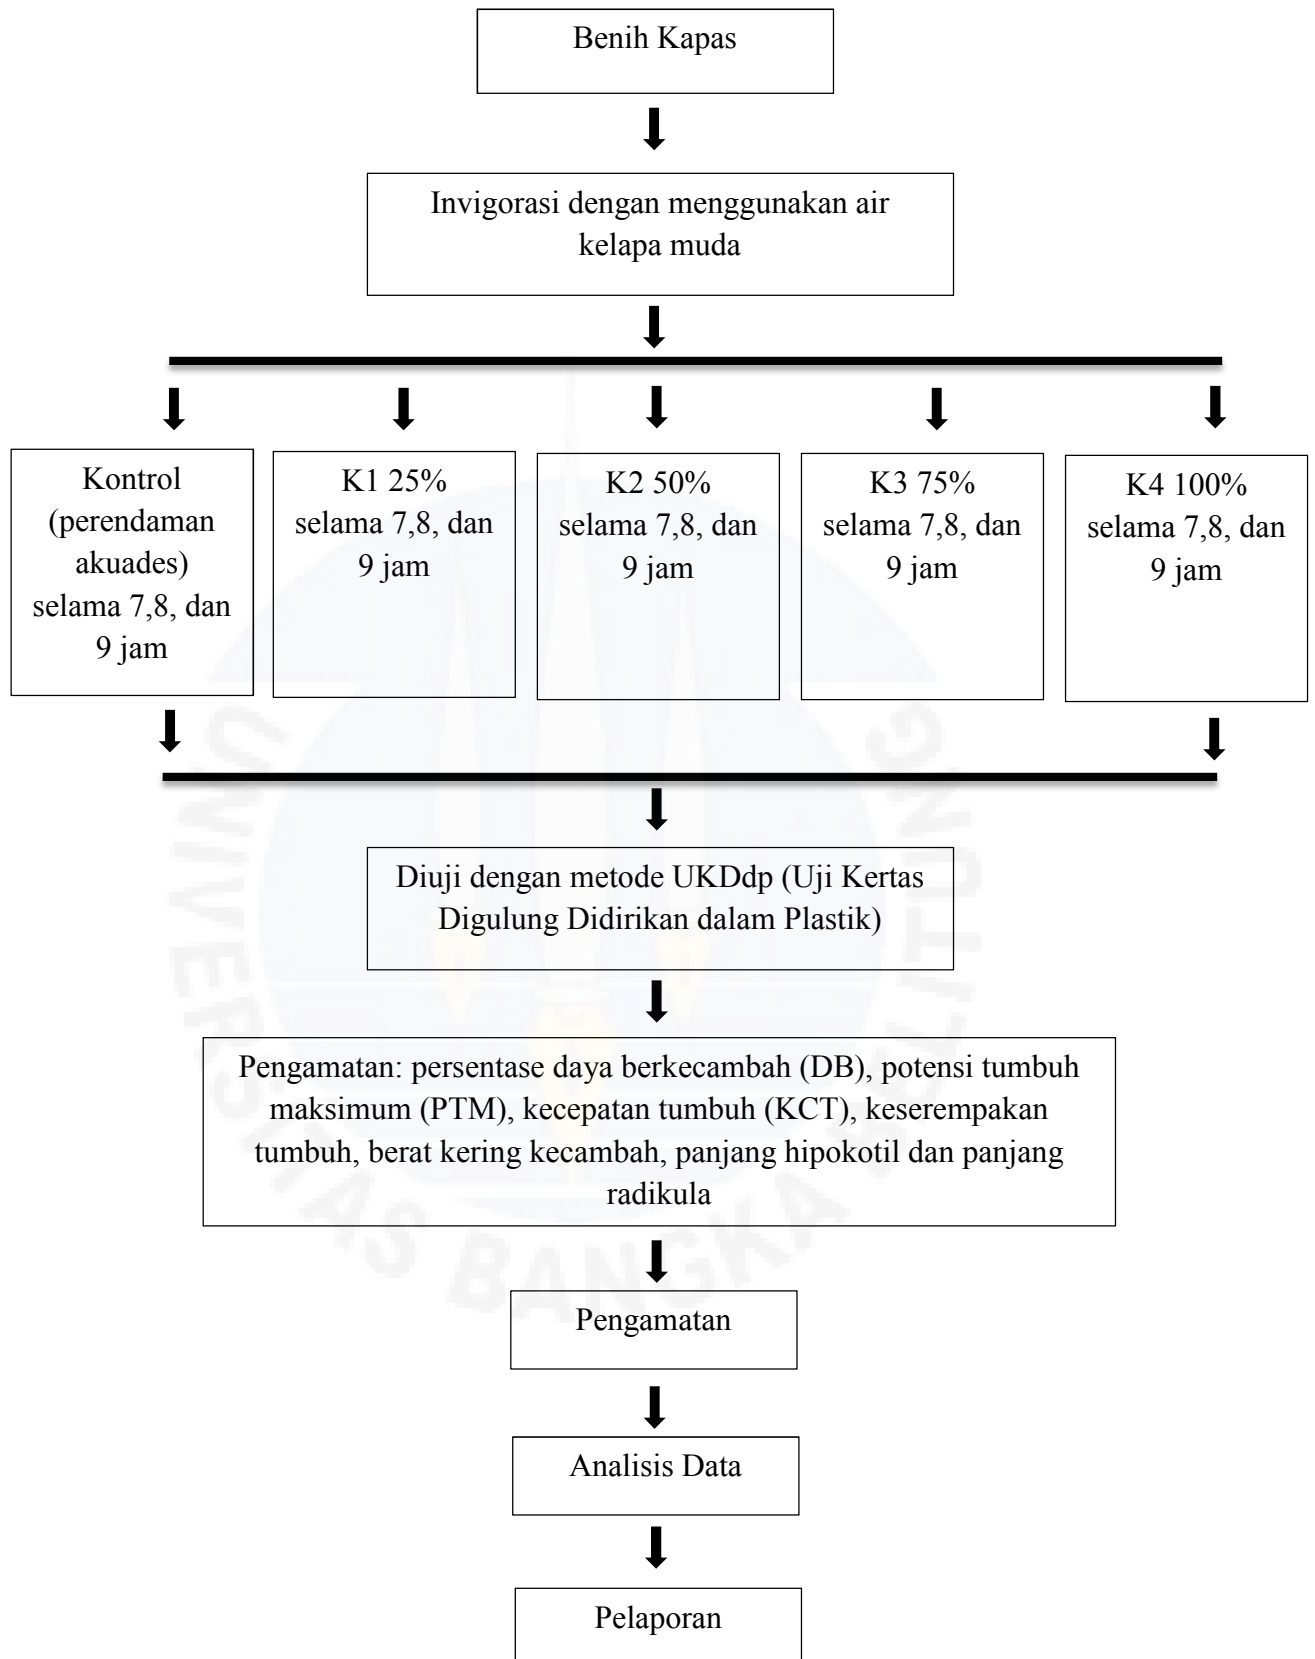 Benih Kapas
Invigorasi dengan menggunakan air
kelapa muda
Kontrol
(perendaman
akuades)
selama 7,8, dan
9 jam
K1 25%
selama 7,8, dan
9 jam
K2 50%
selama 7,8, dan
9 jam
K3 75%
selama 7,8, dan
9 jam
K4 100%
selama 7,8, dan
9 jam
Diuji dengan metode UKDdp (Uji Kertas
Digulung Didirikan dalam Plastik)
Pengamatan: persentase daya berkecambah (DB), potensi tumbuh
maksimum (PTM), kecepatan tumbuh (KCT), keserempakan
tumbuh, berat kering kecambah, panjang hipokotil dan panjang
radikula
Pengamatan
Analisis Data
Pelaporan
UNIVERSITAS BANGKA BELITUNG